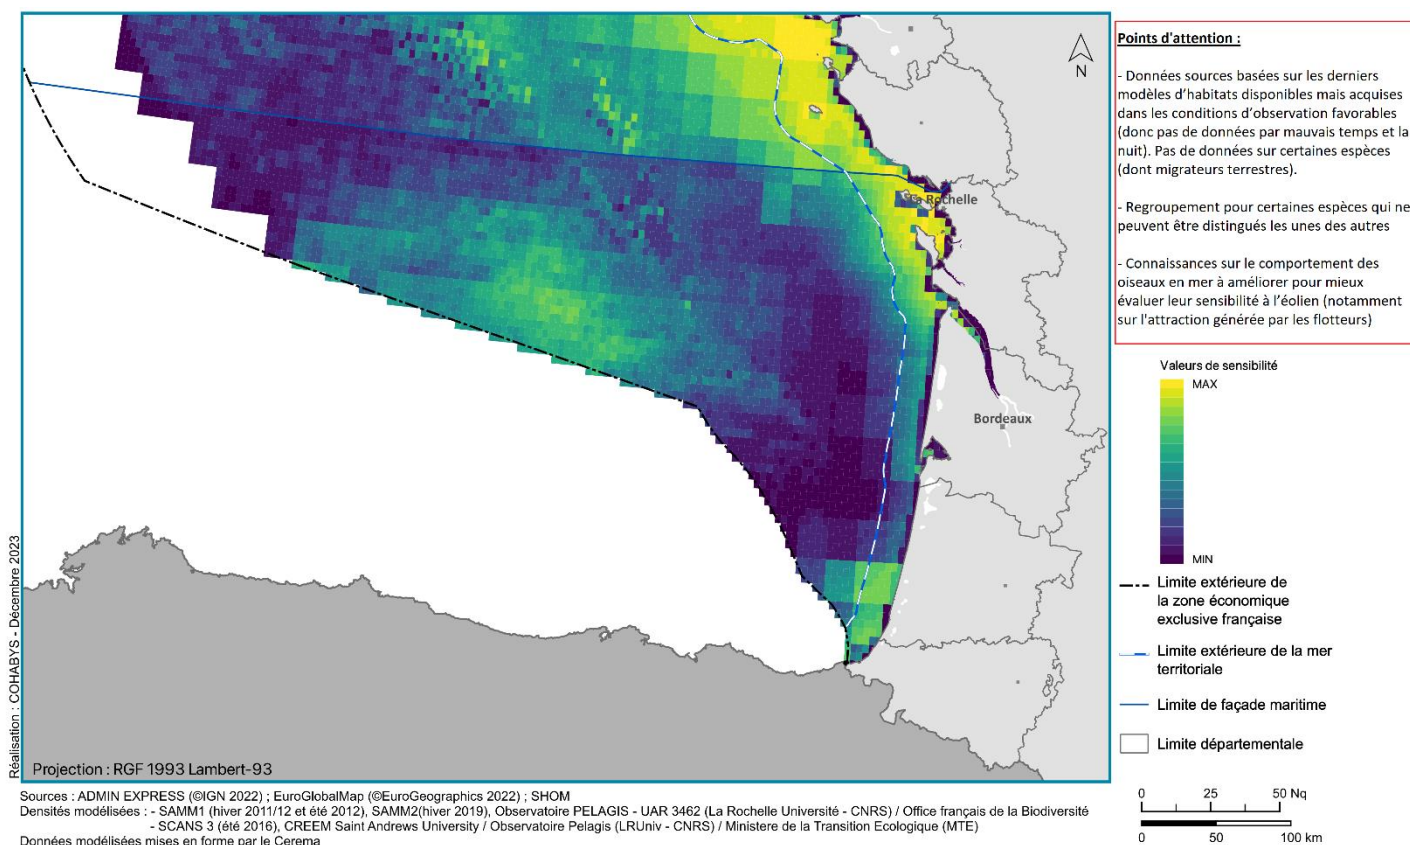 N
La Rochelle
Bordeaux
Projection : RGF 1993 Lambert-93
Réalisation : COHABYS - Décembre 2023
Points d'attention :
- Données sources basées sur les derniers
modèles d'habitats disponibles mais acquises
dans les conditions d'observation favorables
(donc pas de données par mauvais temps et la
nuit). Pas de données sur certaines espèces
(dont migrateurs terrestres).
- Regroupement pour certaines espèces qui ne
peuvent être distingués les unes des autres
- Connaissances sur le comportement des
oiseaux en mer à améliorer pour mieux
évaluer leur sensibilité à l'éolien (notamment
sur l'attraction générée par les flotteurs)
Valeurs de sensibilité
MAX
MIN
Limite extérieure de
la zone économique
exclusive française
Limite extérieure de la mer
territoriale
Limite de façade maritime
Limite départementale
0 25 50 Nq
0 50 100 km
Sources : ADMIN EXPRESS (©IGN 2022) ; EuroGlobalMap (©EuroGeographics 2022) ; SHOM
Densités modélisées : - SAMM1 (hiver 2011/12 et été 2012), SAMM2(hiver 2019), Observatoire PELAGIS - UAR 3462 (La Rochelle Université - CNRS) / Office français de la Biodiversité
- SCANS 3 (été 2016), CREEM Saint Andrews University / Observatoire Pelagis (LRUniv - CNRS) / Ministere de la Transition Ecologique (MTE)
Données modélisées mises en forme par le Cerema